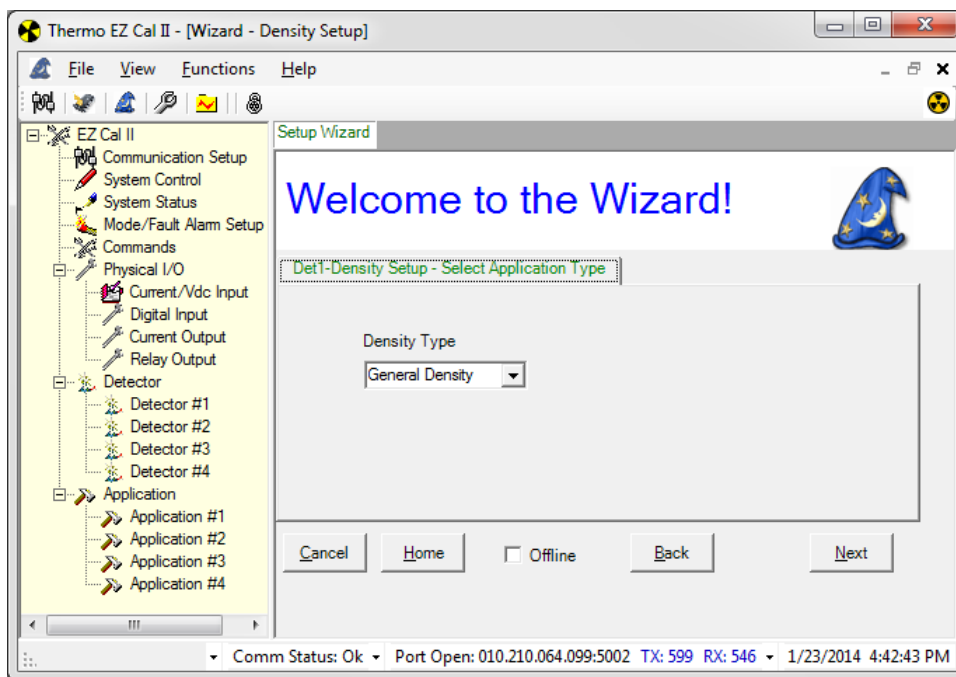 Thermo EZ Cal II - [Wizard - Density Setup]
File View Functions Help
EZ Cal II
Communication Setup
System Control
System Status
Mode/Fault Alarm Setup
Commands
Physical I/O
Current/Vdc Input
Digital Input
Current Output
Relay Output
Detector
Detector #1
Detector #2
Detector #3
Detector #4
Application
Application #1
Application #2
Application #3
Application #4
Setup Wizard
Welcome to the Wizard!
Det1-Density Setup - Select Application Type
Density Type
General Density
Cancel Home Offline Back Next
Comm Status: Ok Port Open: 010.210.064.099:5002 TX: 599 RX: 546 1/23/2014 4:42:43 PM